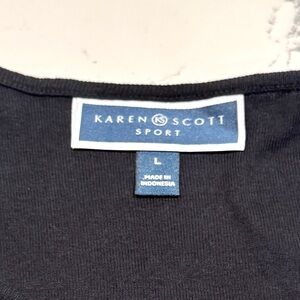 KAREN KS SCOTT
SPORT
L
MADE IN
INDONESIA